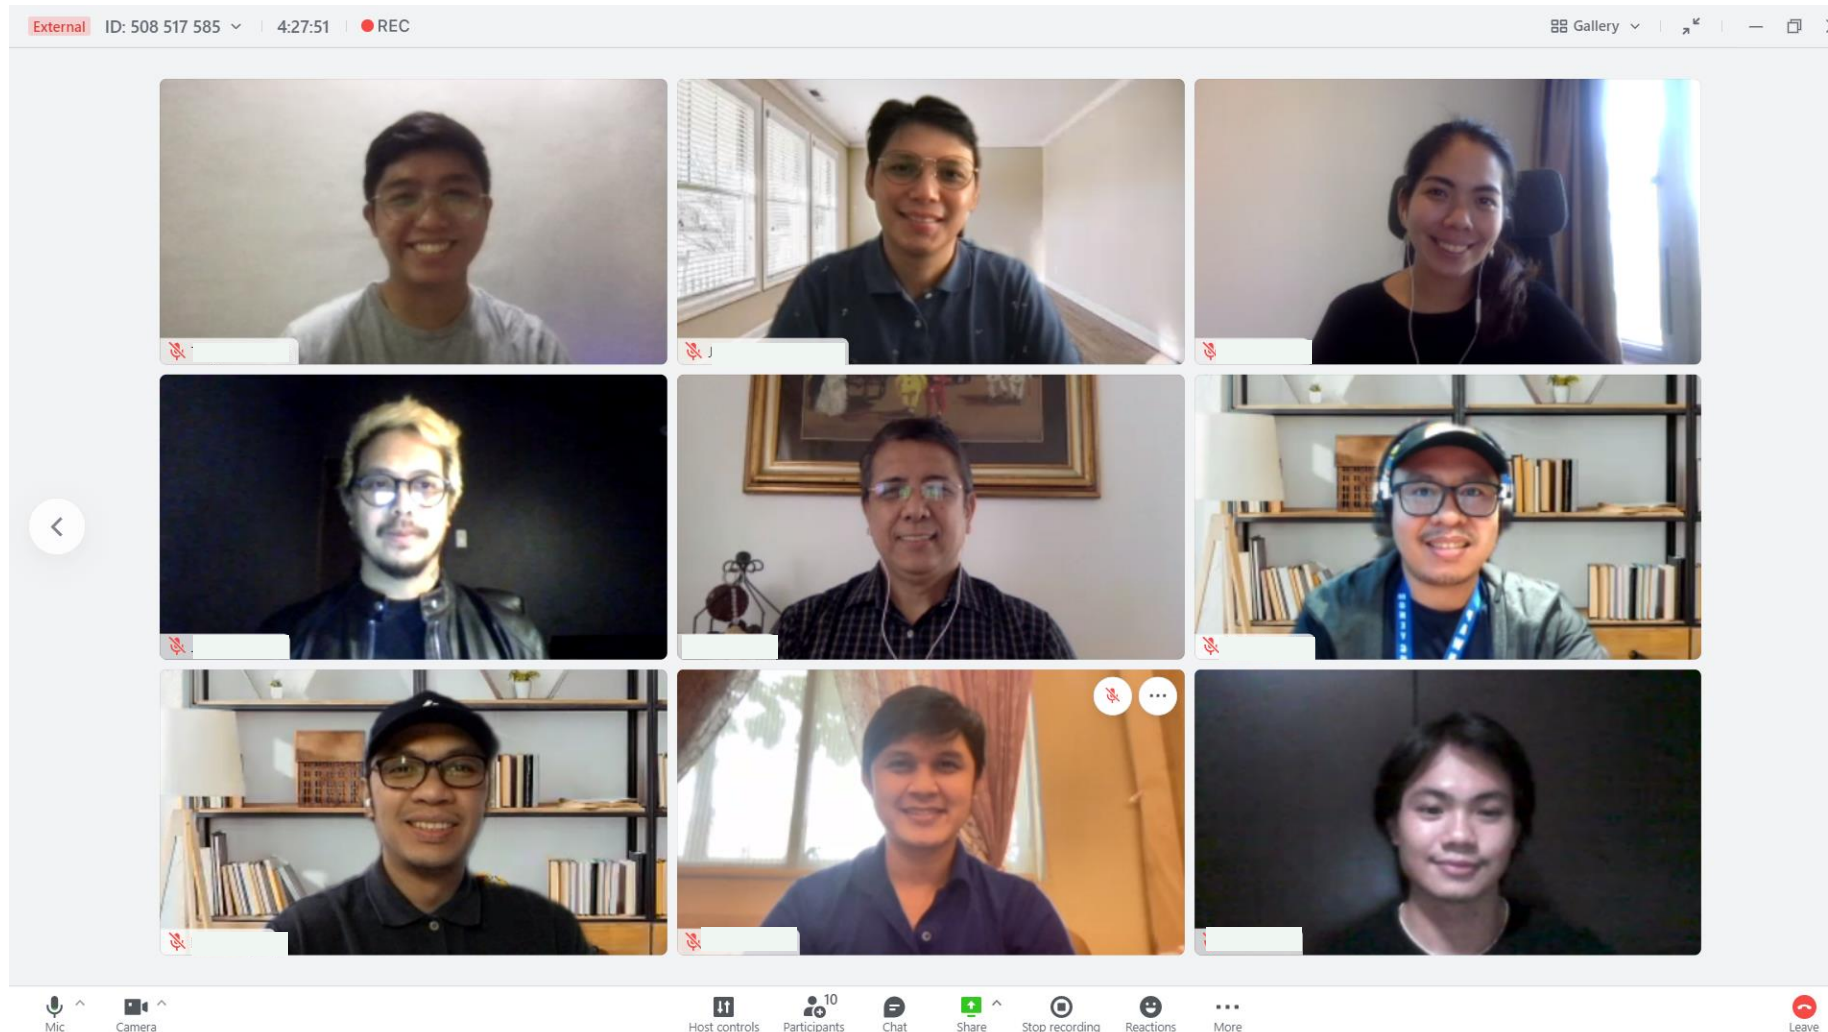 External ID: 508 517 585 4:27:51 REC Gallery
J
Mic Camera Host controls 10 Participants Chat Share Stop recording Reactions More Leave